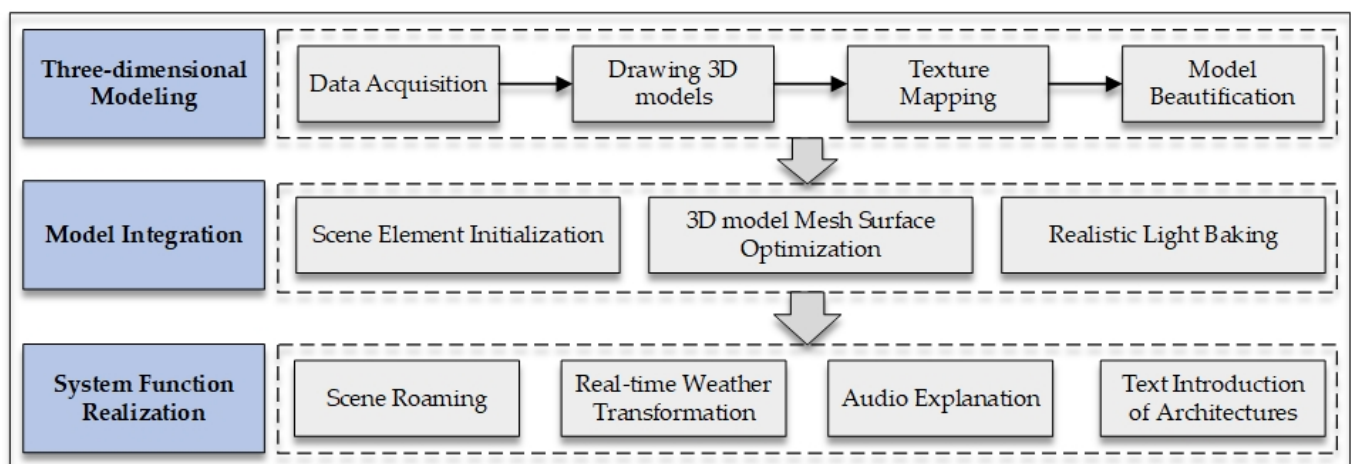 Three-dimensional
Modeling
Data Acquisition
Drawing 3D
models
Texture
Mapping
Model
Beautification
Model Integration
Scene Element Initialization
3D model Mesh Surface
Optimization
Realistic Light Baking
System Function
Realization
Scene Roaming
Real-time Weather
Transformation
Audio Explanation
Text Introduction
of Architectures